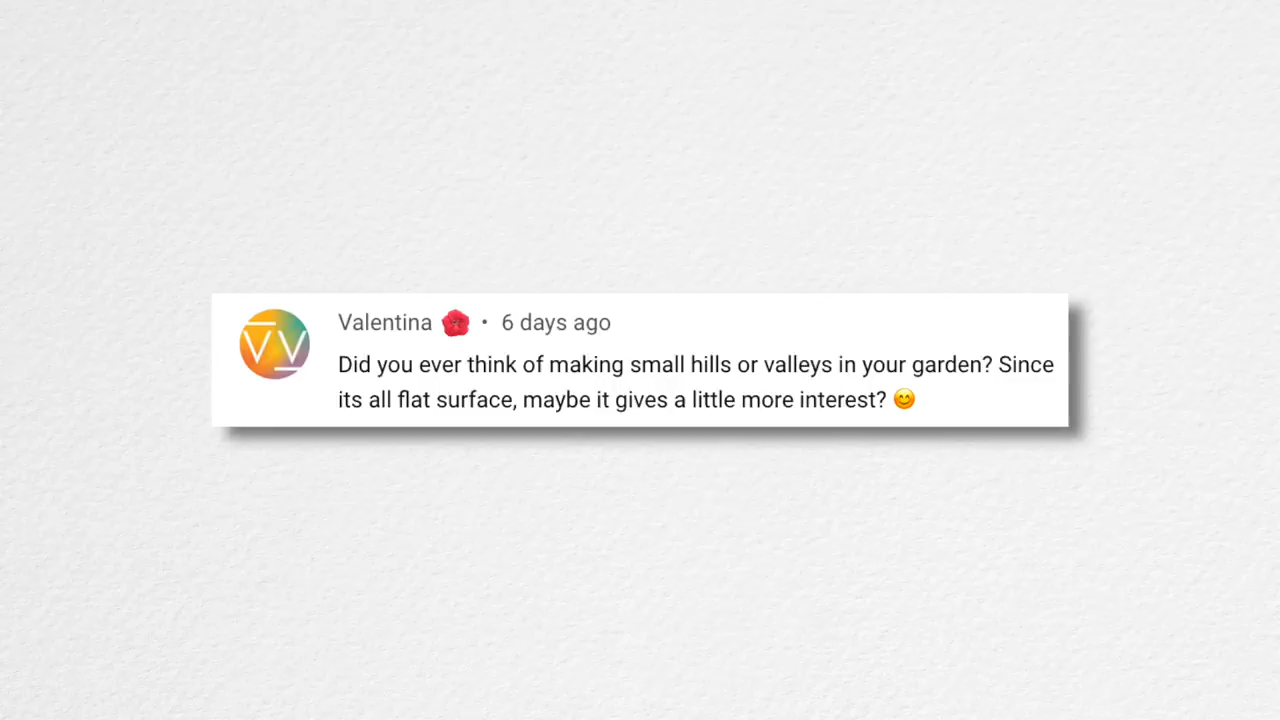 Valentina 🌺 • 6 days ago
Did you ever think of making small hills or valleys in your garden? Since
its all flat surface, maybe it gives a little more interest? 😊